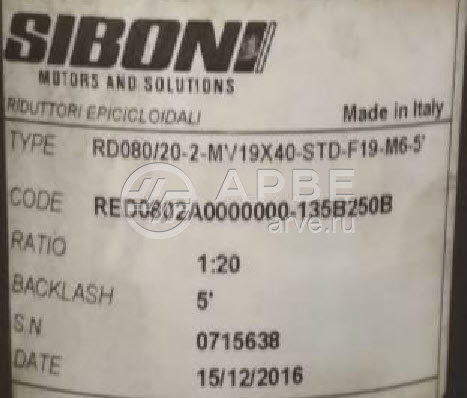 SIBONI
MOTORS AND SOLUTIONS
RIDUTTORI EPICICLOIDALI
Made in Italy
TYPE RD080/20-2-MV19X40-STD-F19-M6-5'
АРВЕ
arve.ru
CODE RED0802A0000000-135B250B
RATIO 1:20
BACKLASH 5'
S.N 0715638
DATE 15/12/2016